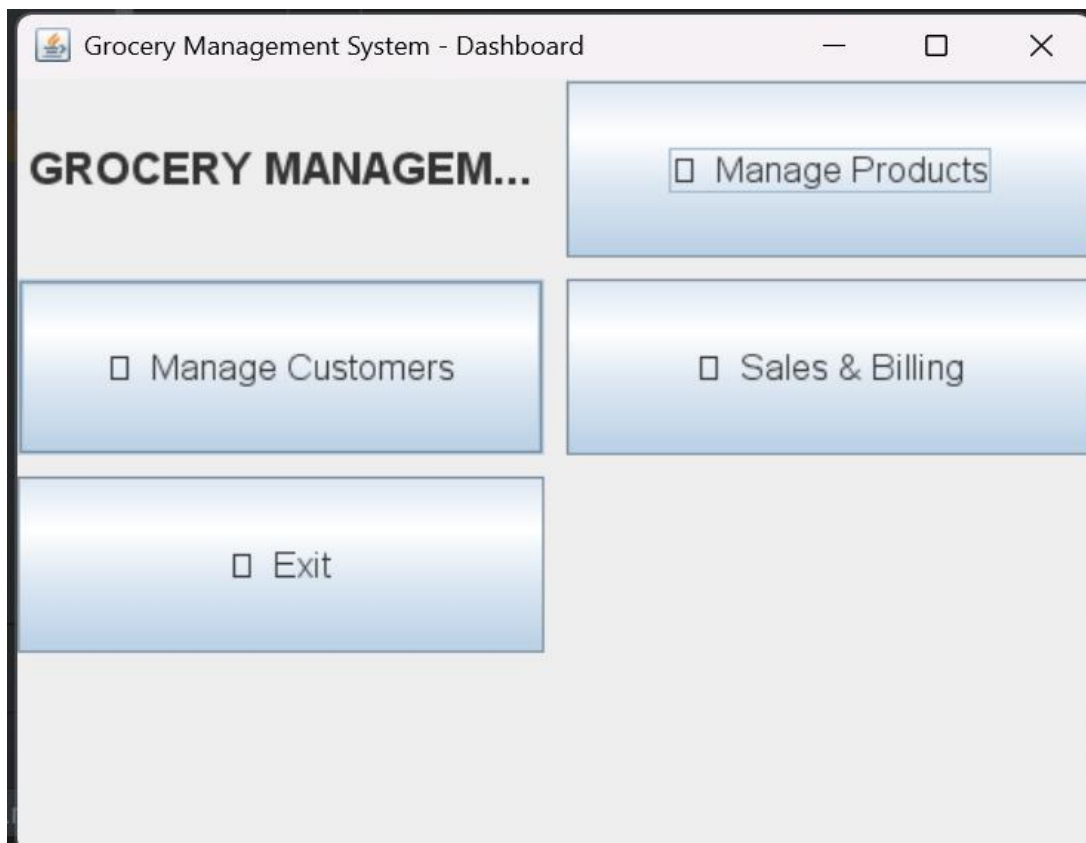 Grocery Management System - Dashboard
GROCERY MANAGEM...
Manage Products
Manage Customers
Sales & Billing
Exit